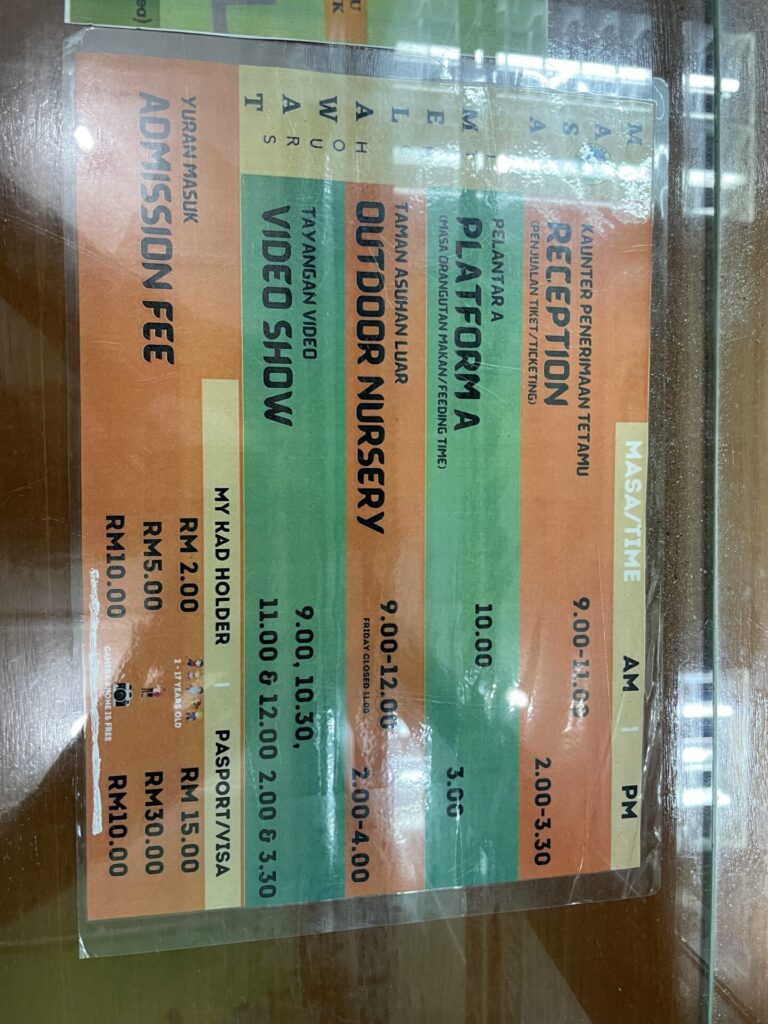 MASA/TIME AM | PM
MASA
MELAWAT
HOURS
KAUNTER PENERIMAAN TETAMU
RECEPTION 9.00-11.00 2.00-3.30
(PENJUALAN TIKET/TICKETING)
PELANTAR A
PLATFORM A 10.00 3.00
(MASA ORANGUTAN MAKAN/FEEDING TIME)
TAMAN ASUHAN LUAR
OUTDOOR NURSERY 9.00-12.00 2.00-4.00
FRIDAY CLOSED 11.00
TAYANGAN VIDEO
VIDEO SHOW 9.00, 10.30,
11.00 & 12.00 2.00 & 3.30
MY KAD HOLDER | PASPORT/VISA
YURAN MASUK
ADMISSION FEE
RM 2.00 RM 15.00
2 - 17 YEARS OLD
RM5.00 RM30.00
RM10.00 RM10.00